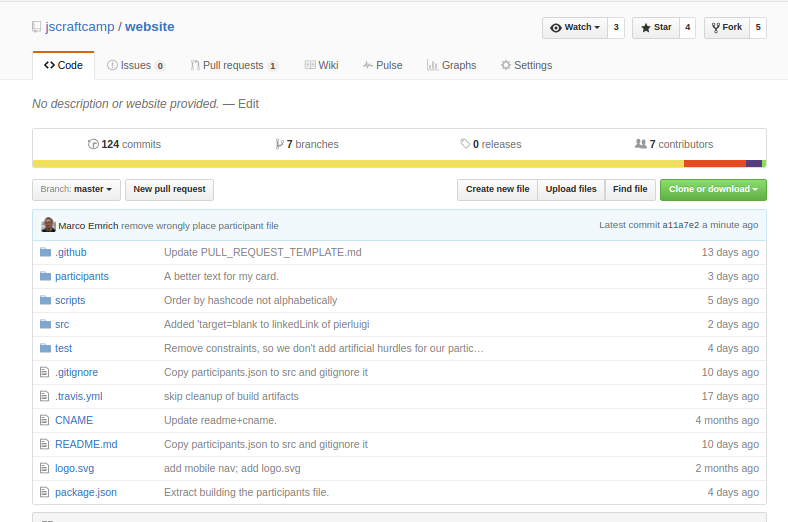 jscraftcamp / website Watch 3 Star 4 Fork 5
Code Issues 0 Pull requests 1 Wiki Pulse Graphs Settings
No description or website provided. — Edit
124 commits 7 branches 0 releases 7 contributors
Branch: master New pull request Create new file Upload files Find file Clone or download
Marco Emrich remove wrongly place participant file Latest commit a11a7e2 a minute ago
.github Update PULL_REQUEST_TEMPLATE.md 13 days ago
participants A better text for my card. 3 days ago
scripts Order by hashcode not alphabetically 5 days ago
src Added 'target=blank to linkedLink of pierluigi 2 days ago
test Remove constraints, so we don't add artificial hurdles for our partic… 4 days ago
.gitignore Copy participants.json to src and gitignore it 10 days ago
.travis.yml skip cleanup of build artifacts 17 days ago
CNAME Update readme+cname. 4 months ago
README.md Copy participants.json to src and gitignore it 10 days ago
logo.svg add mobile nav; add logo.svg 2 months ago
package.json Extract building the participants file. 4 days ago